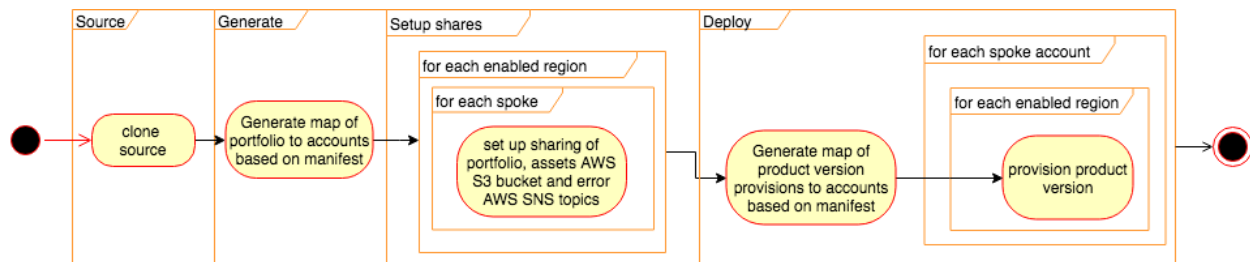 Source
Generate
Setup shares
Deploy
for each enabled region
for each spoke
for each spoke account
for each enabled region
clone
source
Generate map of
portfolio to accounts
based on manifest
set up sharing of
portfolio, assets AWS
S3 bucket and error
AWS SNS topics
Generate map of
product version
provisions to accounts
based on manifest
provision product
version